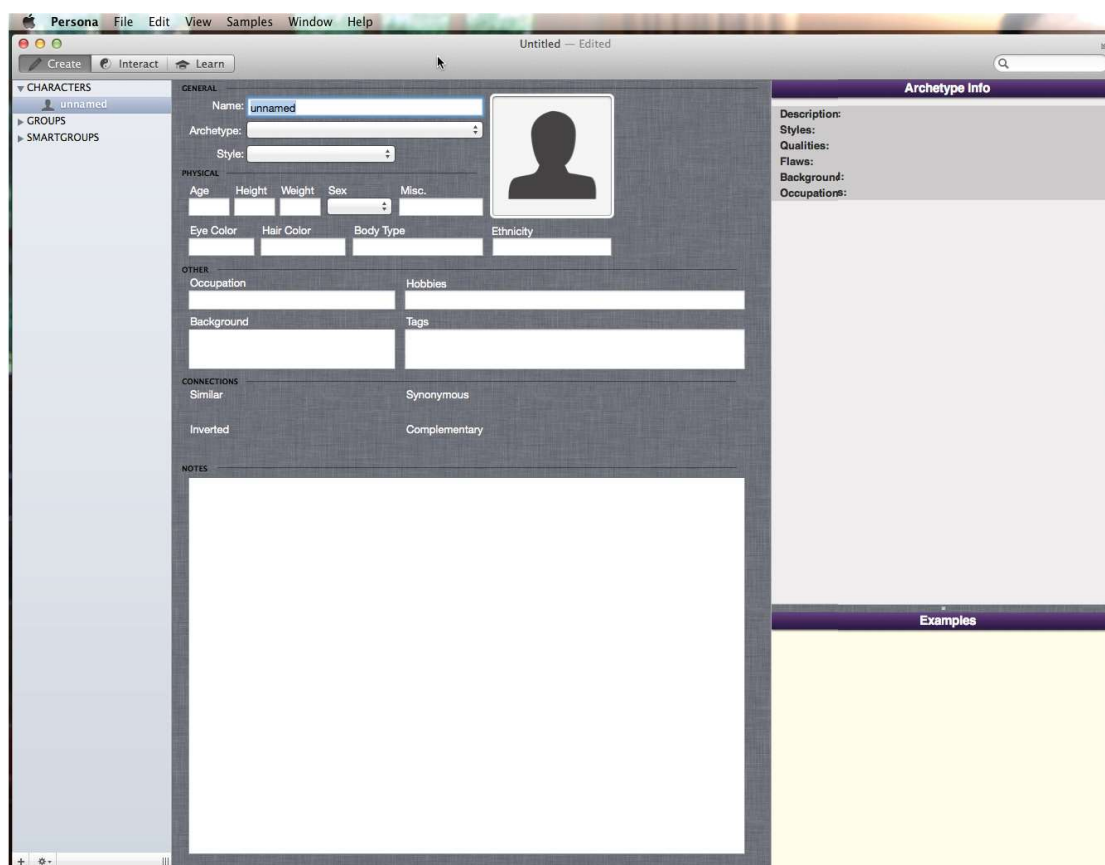 Persona File Edit View Samples Window Help
Untitled — Edited
Create Interact Learn
CHARACTERS
unnamed
GROUPS
SMARTGROUPS
GENERAL
Name: unnamed
Archetype:
Style:
PHYSICAL
Age Height Weight Sex Misc.
Eye Color Hair Color Body Type Ethnicity
OTHER
Occupation Hobbies
Background Tags
CONNECTIONS
Similar Synonymous
Inverted Complementary
NOTES
Archetype Info
Description:
Styles:
Qualities:
Flaws:
Background:
Occupations:
Examples